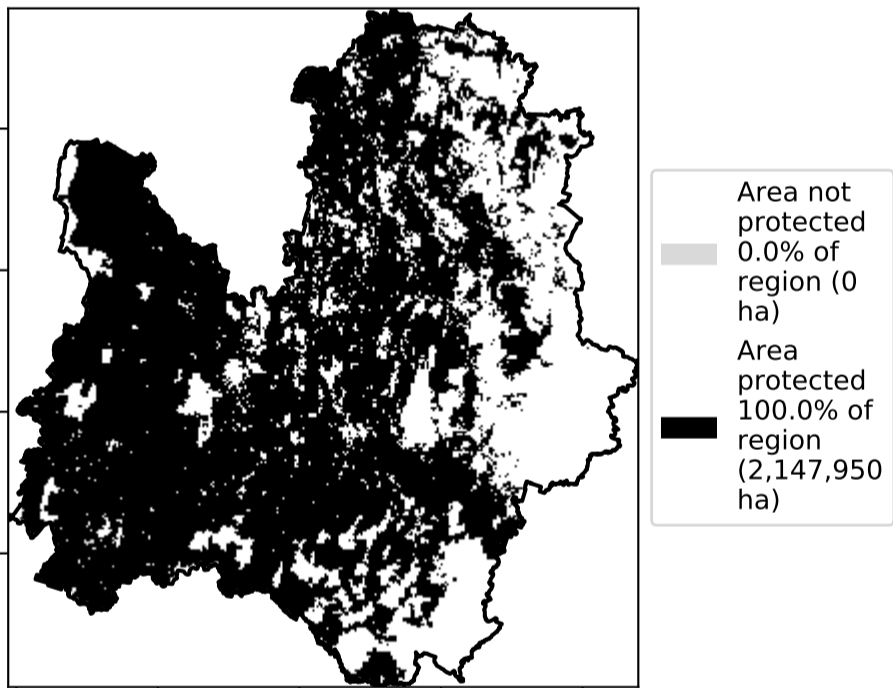 Area not
protected
0.0% of
region (0
ha)
Area
protected
100.0% of
region
(2,147,950
ha)